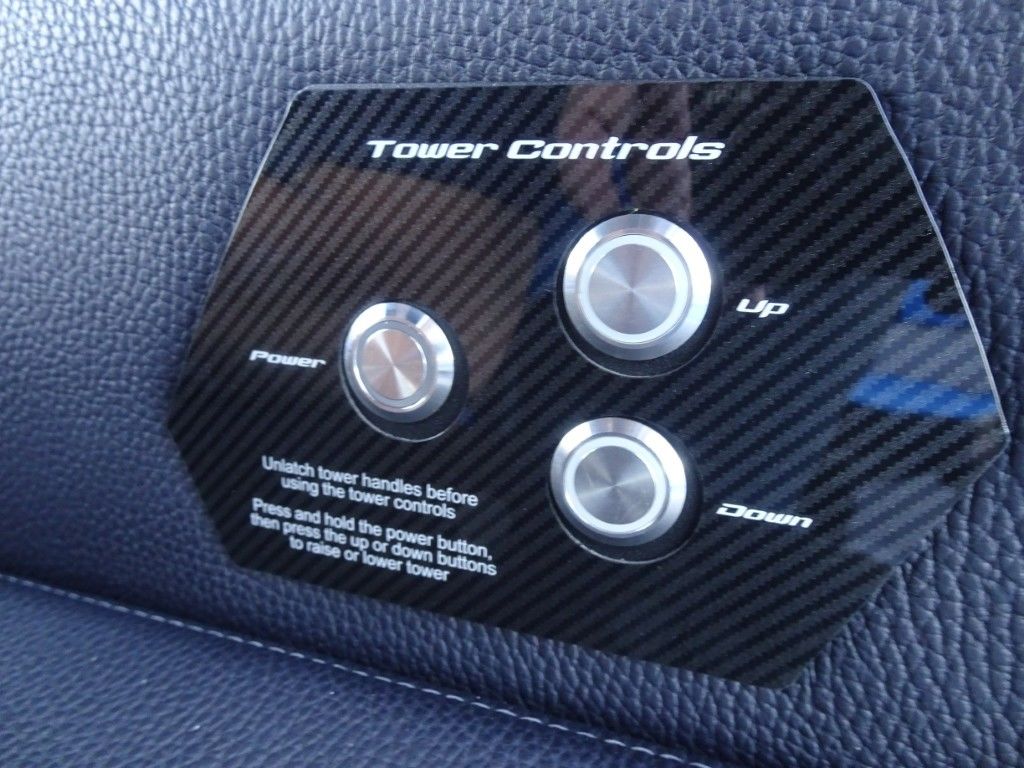 Tower Controls
Up
Power
Unlatch tower handles before
using the tower controls
Press and hold the power button,
then press the up or down buttons
to raise or lower tower
Down